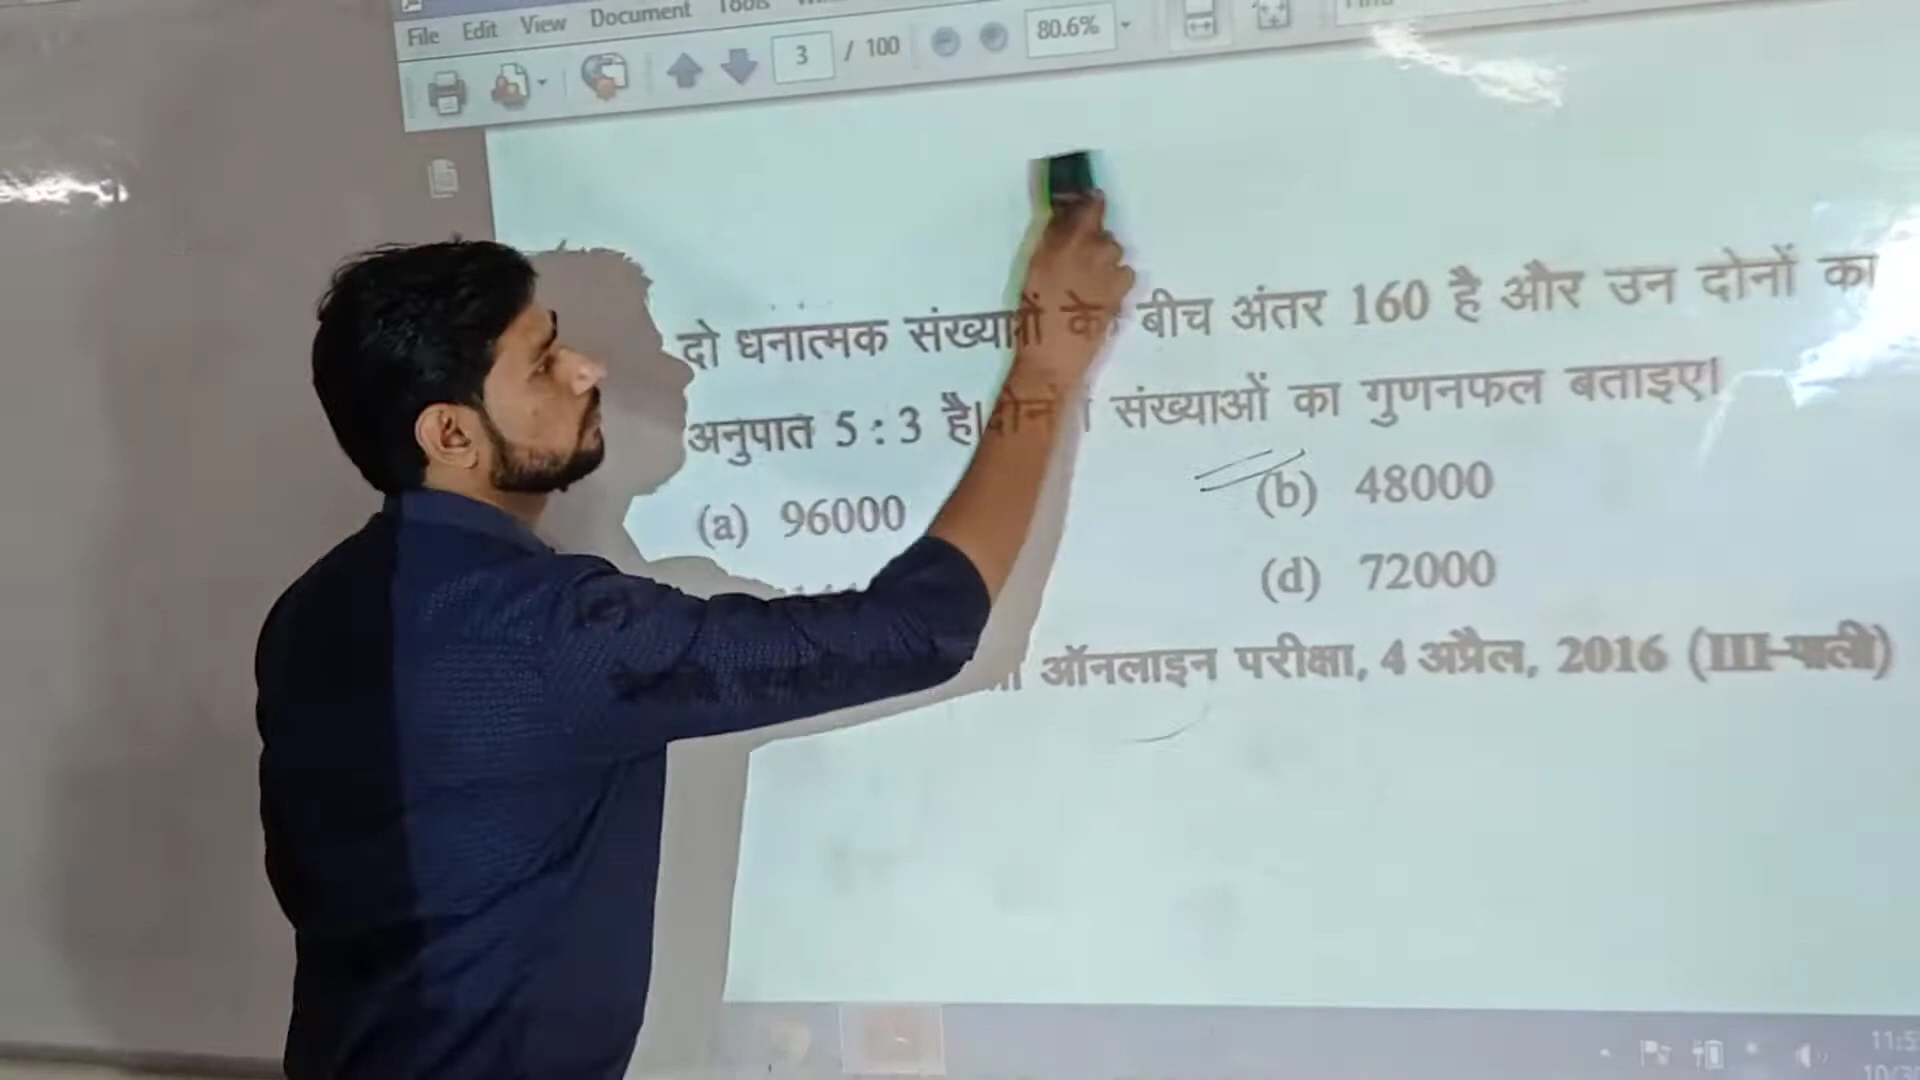 File Edit View Document Tools
3 / 100 80.6%
दो धनात्मक संख्याओं के बीच अंतर 160 है और उन दोनों का
अनुपात 5 : 3 है। दोनों संख्याओं का गुणनफल बताइए।
(a) 96000 (b) 48000
(d) 72000
ऑनलाइन परीक्षा, 4 अप्रैल, 2016 (III-पाली)